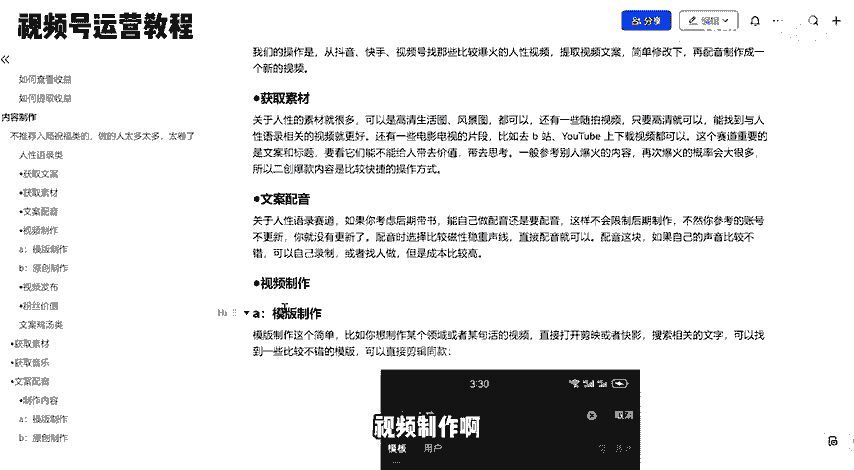 视频号运营教程
分享
编辑
如何查看收益
如何提取收益
内容制作
不推荐入局祝福类的，做的人太多太多，太卷了
人性语录类
•获取文案
•获取素材
•文案配音
•视频制作
a：模版制作
b：原创制作
•视频发布
•粉丝价值
文案鸡汤类
•获取素材
•获取音乐
•文案配音
•制作内容
a：模版制作
b：原创制作
我们的操作是，从抖音、快手、视频号找那些比较爆火的人性视频，提取视频文案，简单修改下，再配音制作成一
个新的视频。
•获取素材
关于人性的素材就很多，可以是高清生活图、风景图，都可以，还有一些随拍视频，只要高清就可以，能找到与人
性语录相关的视频就更好。还有一些电影电视的片段，比如去 b 站、YouTube 上下载视频都可以。这个赛道重要的
是文案和标题，要看它们能不能给人带去价值，带去思考。一般参考别人爆火的内容，再次爆火的概率会大很多，
所以二创爆款内容是比较快捷的操作方式。
•文案配音
关于人性语录赛道，如果你考虑后期带书，能自己做配音还是要配音，这样不会限制后期制作，不然你参考的账号
不更新，你就没有更新了。配音时选择比较磁性稳重声线，直接配音就可以。配音这块，如果自己的声音比较不
错，可以自己录制，或者找人做，但是成本比较高。
•视频制作
H3
a：模版制作
模版制作这个简单，比如你想制作某个领域或者某句话的视频，直接打开剪映或者快影，搜索相关的文字，可以找
到一些比较不错的模版，可以直接剪辑同款：
3:30
取消
视频制作啊
模板 用户